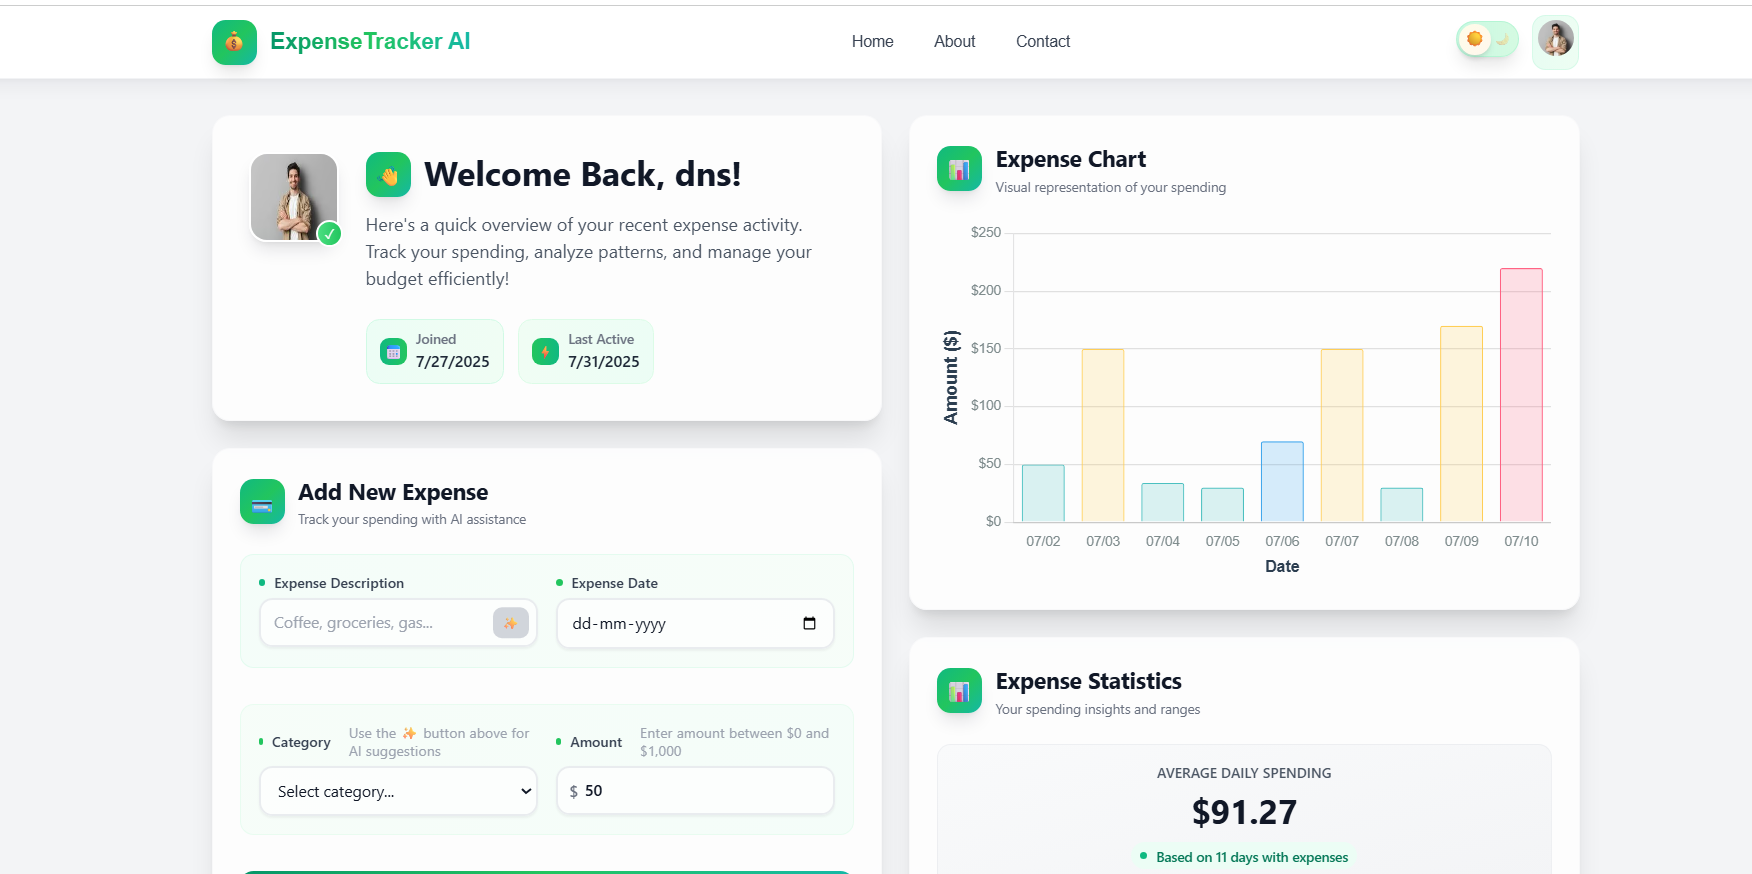 ExpenseTracker AI
Home
About
Contact
Welcome Back, dns!
Here's a quick overview of your recent expense activity.
Track your spending, analyze patterns, and manage your
budget efficiently!
Joined
7/27/2025
Last Active
7/31/2025
Add New Expense
Track your spending with AI assistance
Expense Description
Coffee, groceries, gas...
Expense Date
dd-mm-yyyy
Category
Use the ✨ button above for
AI suggestions
Select category...
Amount
Enter amount between $0 and
$1,000
$ 50
Expense Chart
Visual representation of your spending
$250
$200
$150
$100
$50
$0
Amount ($)
07/02 07/03 07/04 07/05 07/06 07/07 07/08 07/09 07/10
Date
Expense Statistics
Your spending insights and ranges
AVERAGE DAILY SPENDING
$91.27
Based on 11 days with expenses